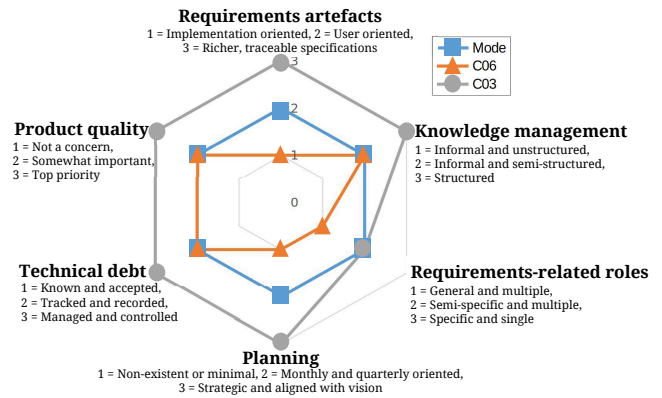 Requirements artefacts
1 = Implementation oriented, 2 = User oriented,
3 = Richer, traceable specifications
Mode
C06
C03
3
2
1
0
Product quality
1 = Not a concern,
2 = Somewhat important,
3 = Top priority
Knowledge management
1 = Informal and unstructured,
2 = Informal and semi-structured,
3 = Structured
Technical debt
1 = Known and accepted,
2 = Tracked and recorded,
3 = Managed and controlled
Requirements-related roles
1 = General and multiple,
2 = Semi-specific and multiple,
3 = Specific and single
Planning
1 = Non-existent or minimal, 2 = Monthly and quarterly oriented,
3 = Strategic and aligned with vision